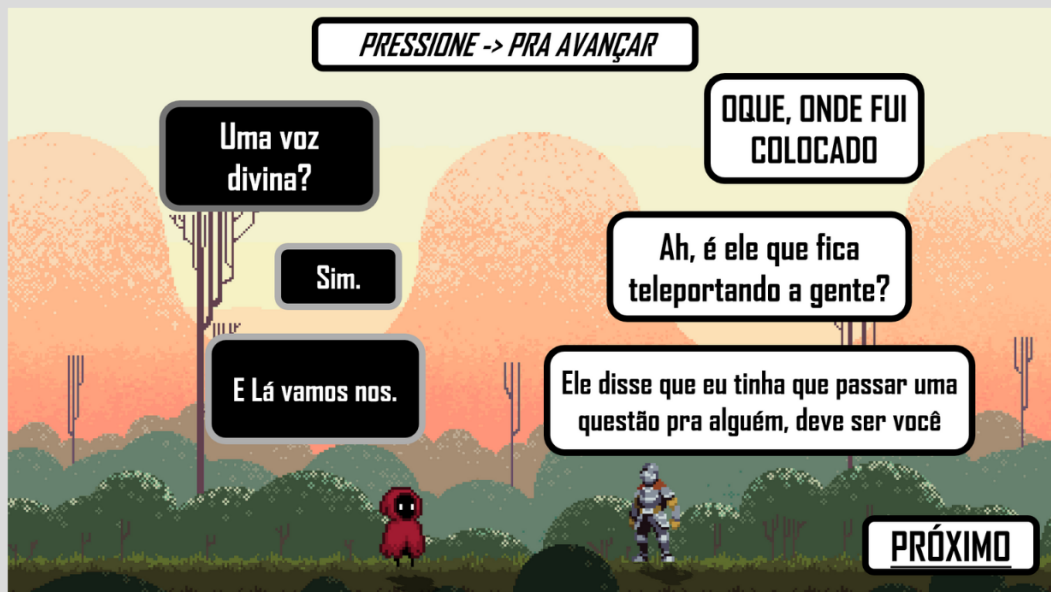 PRESSIONE -> PRA AVANÇAR
OQUE, ONDE FUI
COLOCADO
Uma voz
divina?
Ah, é ele que fica
teleportando a gente?
Sim.
Ele disse que eu tinha que passar uma
questão pra alguém, deve ser você
E Lá vamos nos.
PRÓXIMO